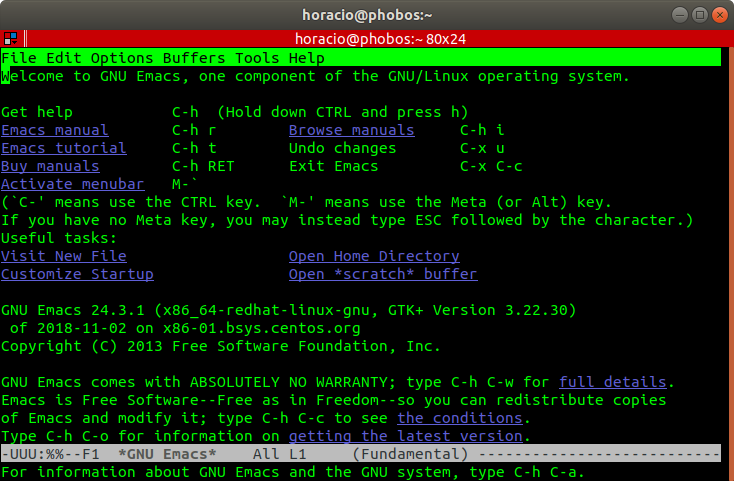 horacio@phobos:~
horacio@phobos:~ 80x24
File Edit Options Buffers Tools Help
Welcome to GNU Emacs, one component of the GNU/Linux operating system.
Get help           C-h  (Hold down CTRL and press h)
Emacs manual       C-h r        Browse manuals     C-h i
Emacs tutorial     C-h t        Undo changes       C-x u
Buy manuals        C-h RET      Exit Emacs         C-x C-c
Activate menubar   M-`
(`C-' means use the CTRL key.  `M-' means use the Meta (or Alt) key.
If you have no Meta key, you may instead type ESC followed by the character.)
Useful tasks:
Visit New File                  Open Home Directory
Customize Startup               Open *scratch* buffer
GNU Emacs 24.3.1 (x86_64-redhat-linux-gnu, GTK+ Version 3.22.30)
 of 2018-11-02 on x86-01.bsys.centos.org
Copyright (C) 2013 Free Software Foundation, Inc.
GNU Emacs comes with ABSOLUTELY NO WARRANTY; type C-h C-w for full details.
Emacs is Free Software--Free as in Freedom--so you can redistribute copies
of Emacs and modify it; type C-h C-c to see the conditions.
Type C-h C-o for information on getting the latest version.
-UUU:%%--F1  *GNU Emacs*    All L1     (Fundamental) ---------------------------
For information about GNU Emacs and the GNU system, type C-h C-a.